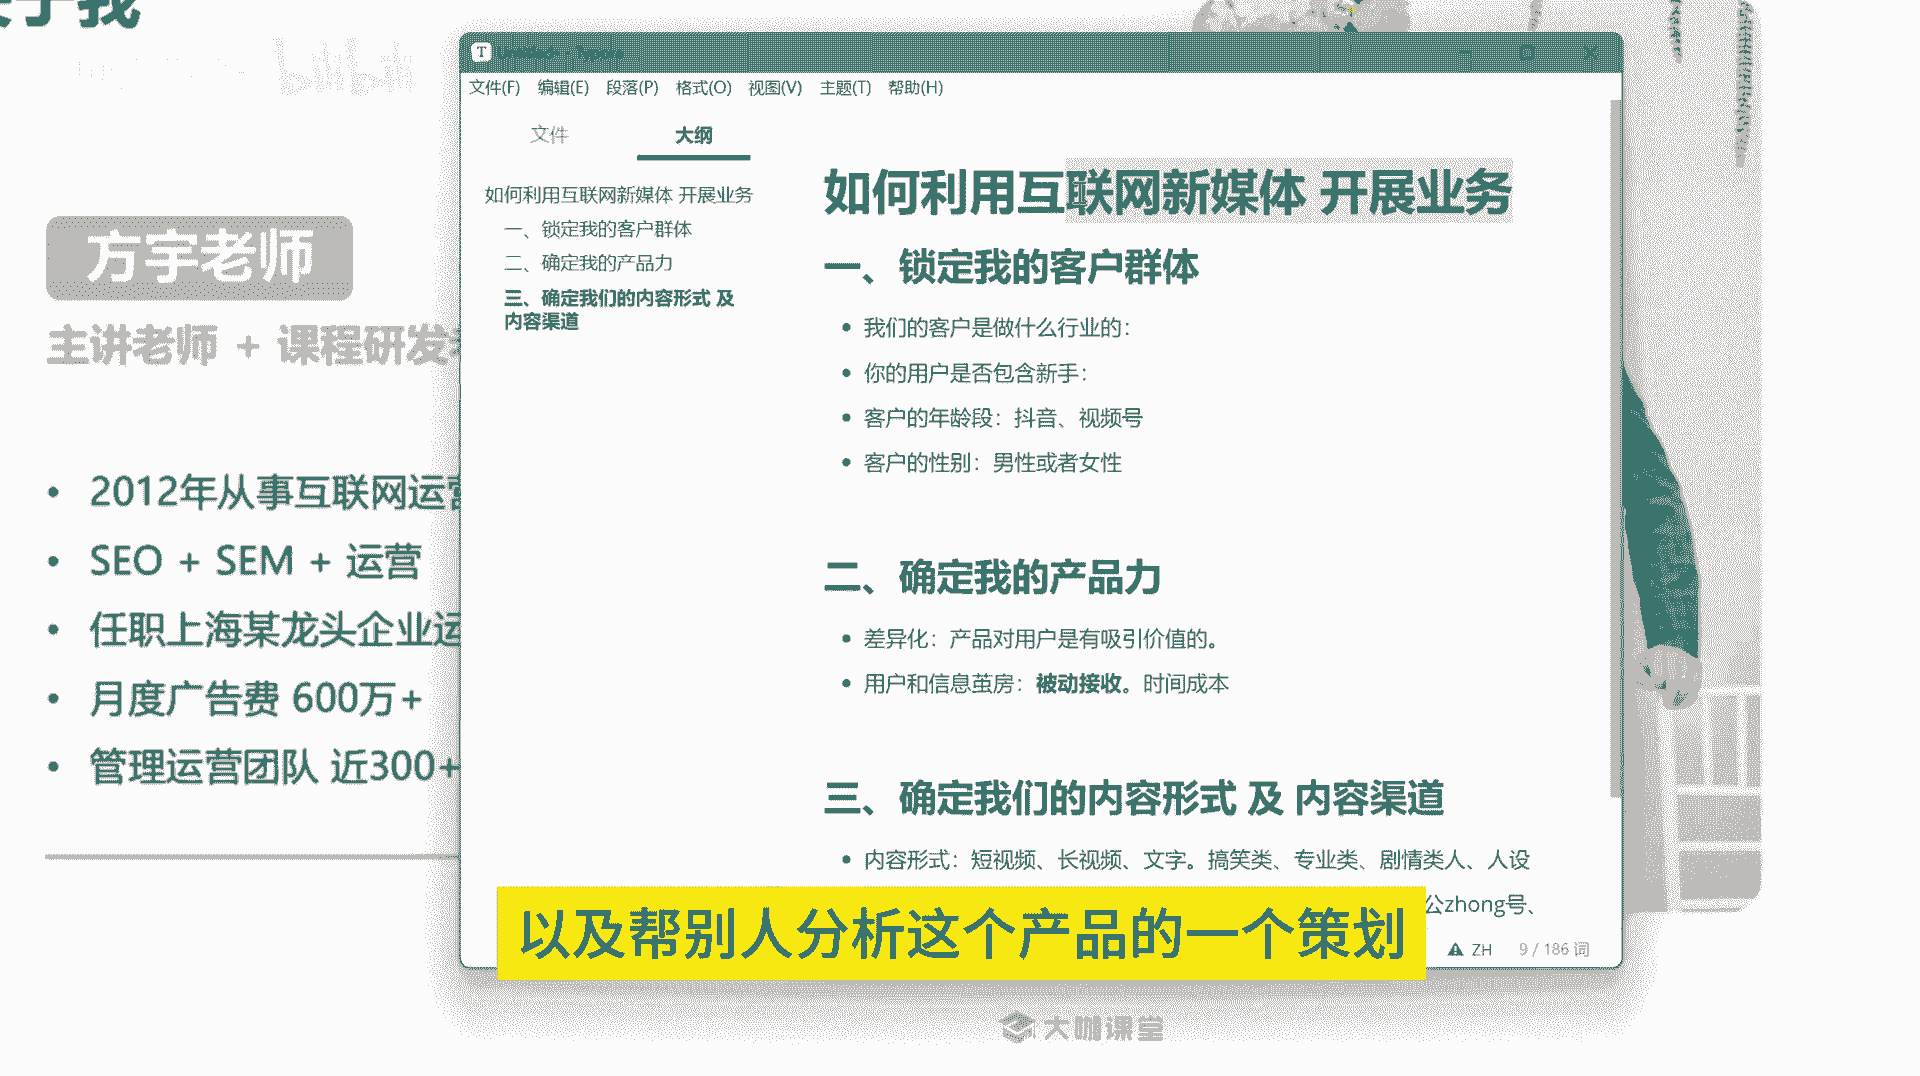 bilibili
方宇老师
主讲老师 + 课程研发
2012年从事互联网运营
SEO + SEM + 运营
任职上海某龙头企业运
月度广告费 600万+
管理运营团队 近300+
文件(F) 编辑(E) 段落(P) 格式(O) 视图(V) 主题(T) 帮助(H)
文件 大纲
如何利用互联网新媒体 开展业务
一、锁定我的客户群体
二、确定我的产品力
三、确定我们的内容形式 及
内容渠道
如何利用互联网新媒体 开展业务
一、锁定我的客户群体
我们的客户是做什么行业的:
你的用户是否包含新手:
客户的年龄段:抖音、视频号
客户的性别:男性或者女性
二、确定我的产品力
差异化:产品对用户是有吸引价值的。
用户和信息茧房:被动接收。时间成本
三、确定我们的内容形式 及 内容渠道
内容形式:短视频、长视频、文字。搞笑类、专业类、剧情类人、人设
公zhong号、
以及帮别人分析这个产品的一个策划
ZH 9 / 186 词
大咖课堂